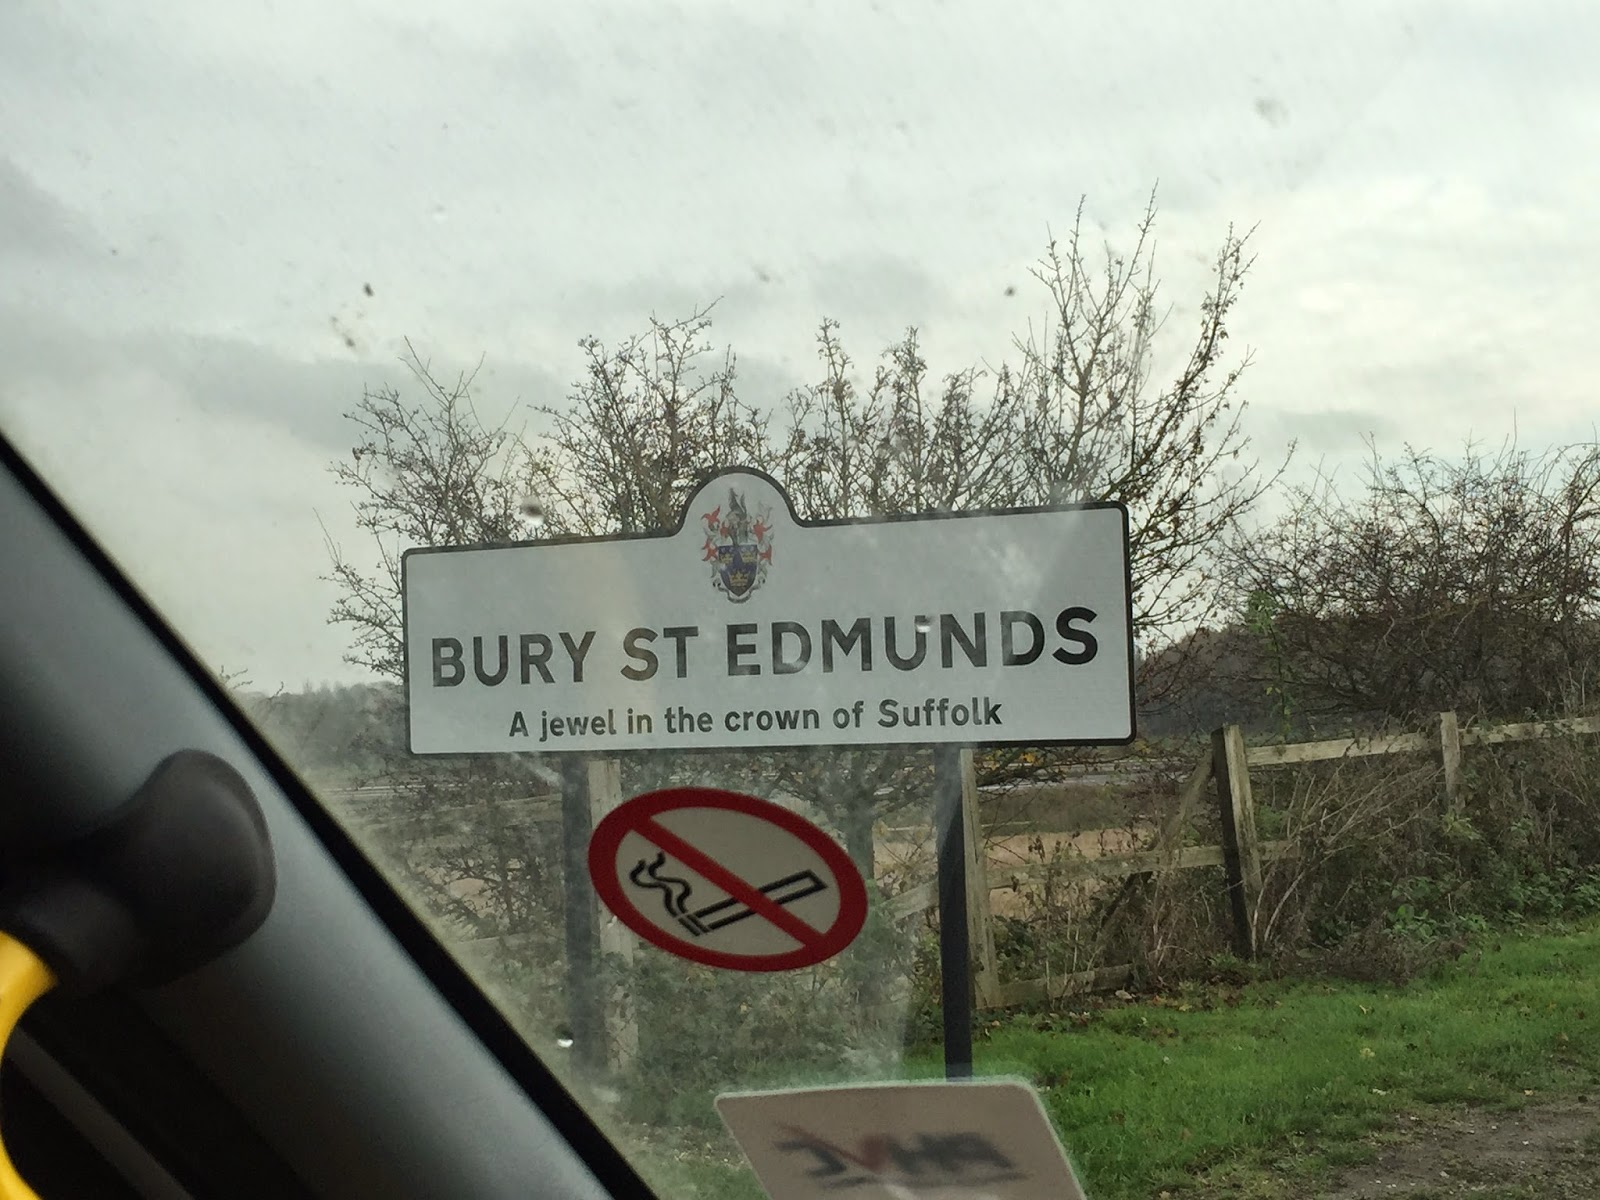 BURY ST EDMUNDS
A jewel in the crown of Suffolk